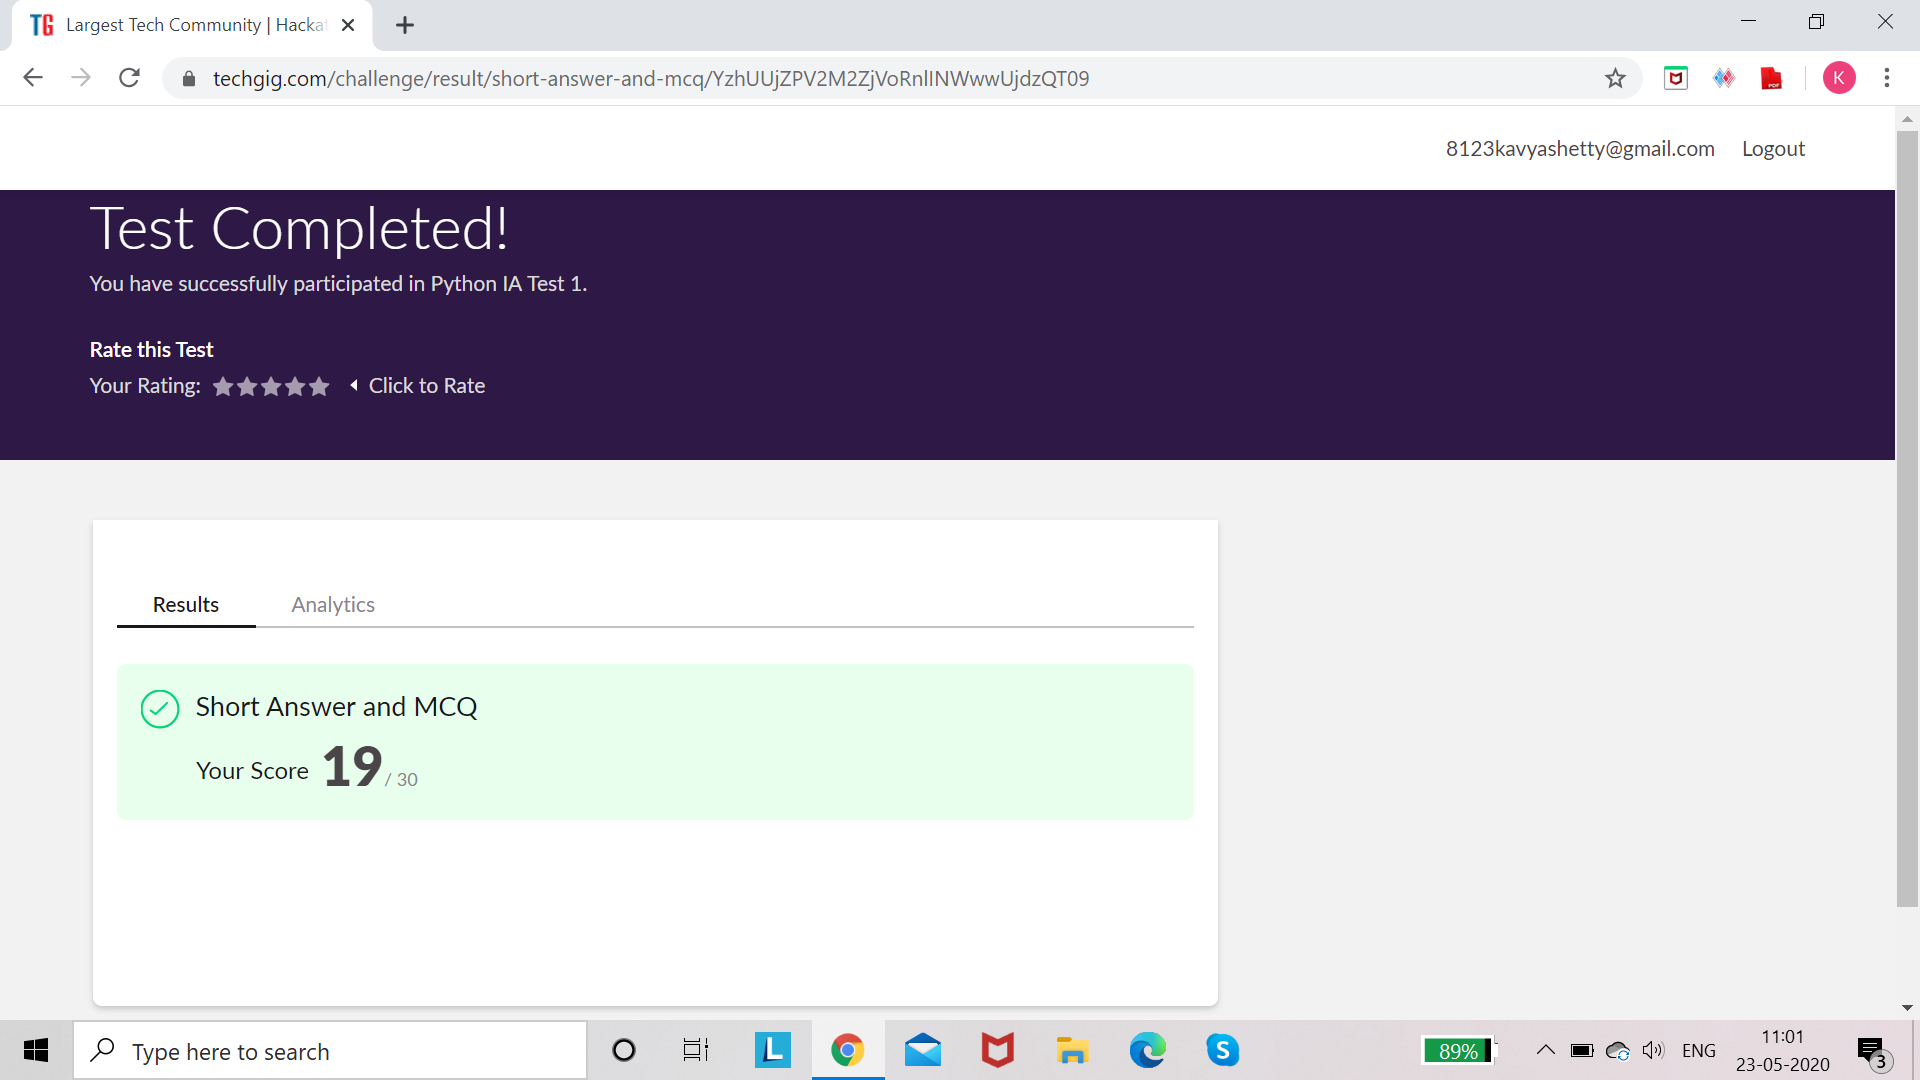 TG Largest Tech Community | Hacka
techgig.com/challenge/result/short-answer-and-mcq/YzhUUjZPV2M2ZjVoRnlINWwwUjdzQT09
K
8123kavyashetty@gmail.com Logout
Test Completed!
You have successfully participated in Python IA Test 1.
Rate this Test
Your Rating: Click to Rate
Results Analytics
Short Answer and MCQ
Your Score 19 / 30
Type here to search
L
S
89%
ENG
11:01
23-05-2020
3